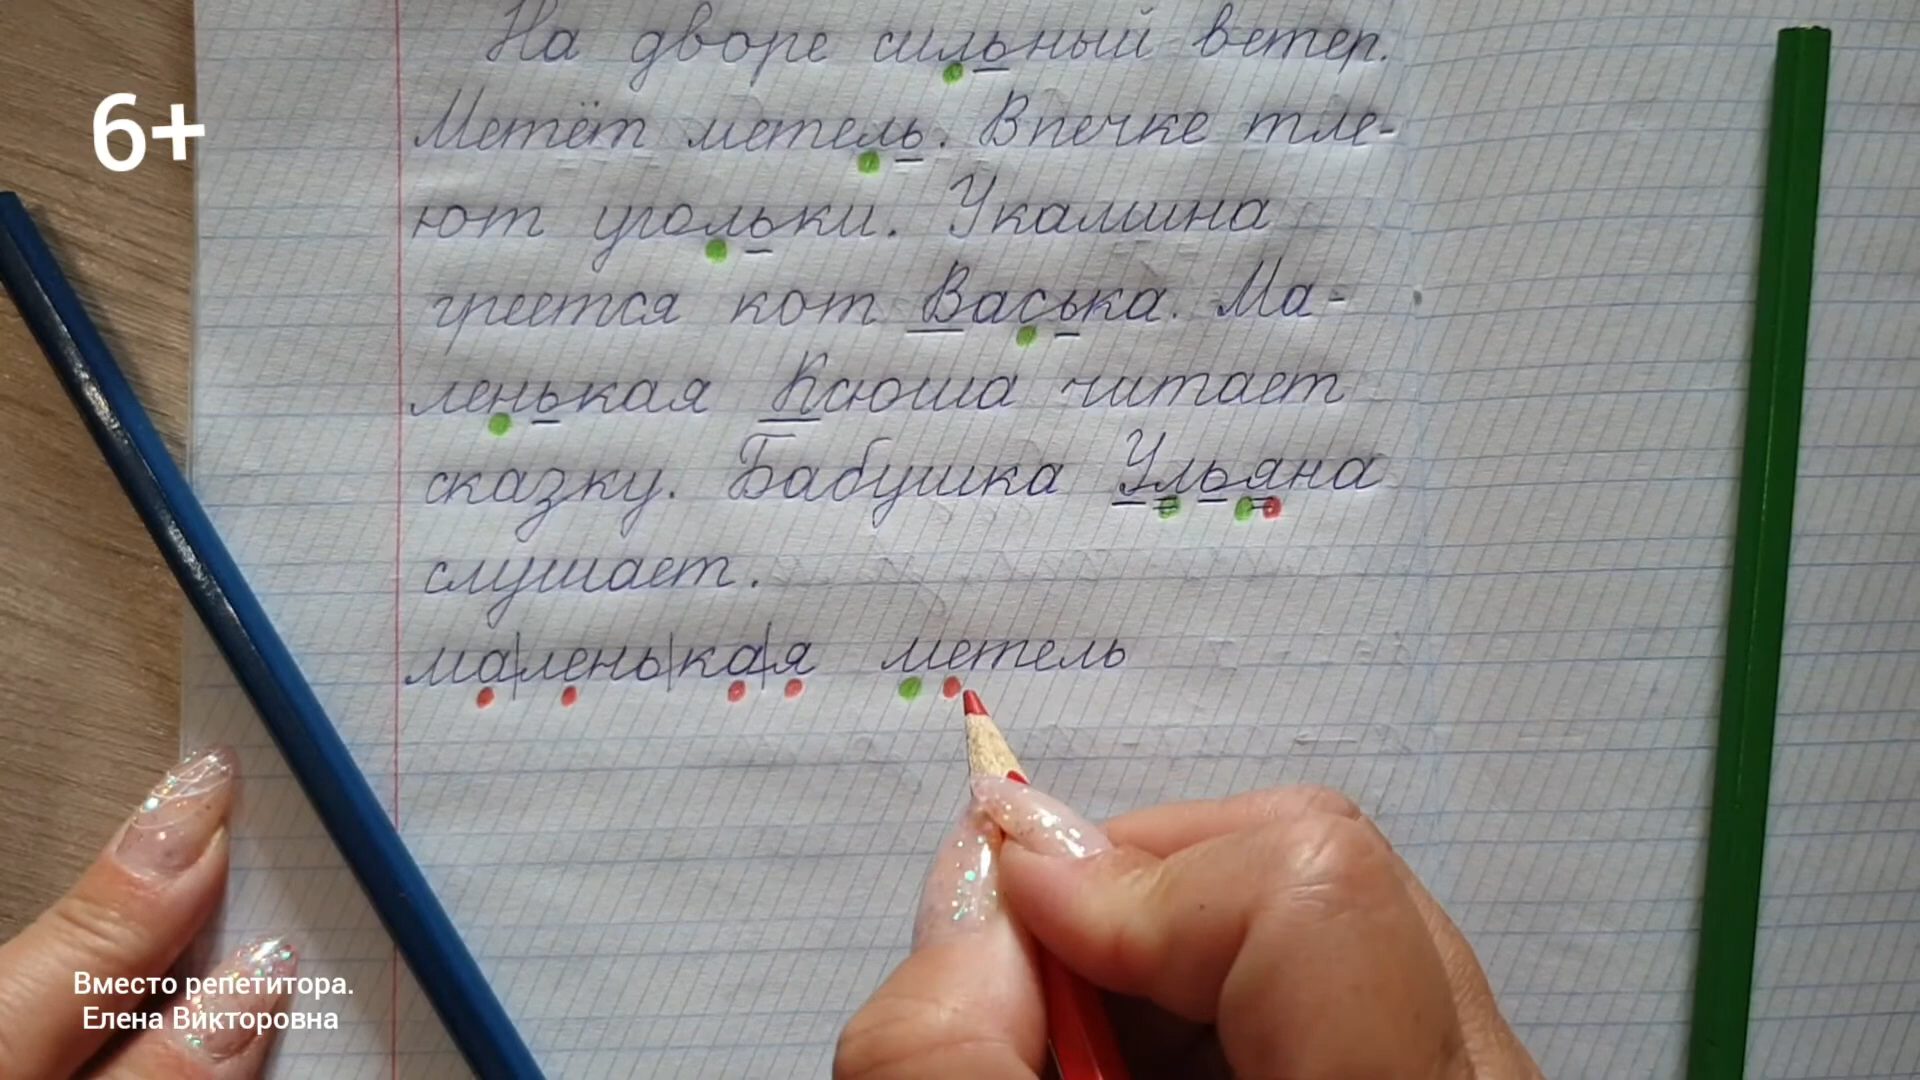 На дворе сильный ветер.
6+
Метёт метель. В печке тле-
ют угольки. У камина
греется кот Васька. Ма-
ленькая Ксюша читает
сказку. Бабушка Ульяна
слушает.
ма|лень|ка|я метель
Вместо репетитора.
Елена Викторовна